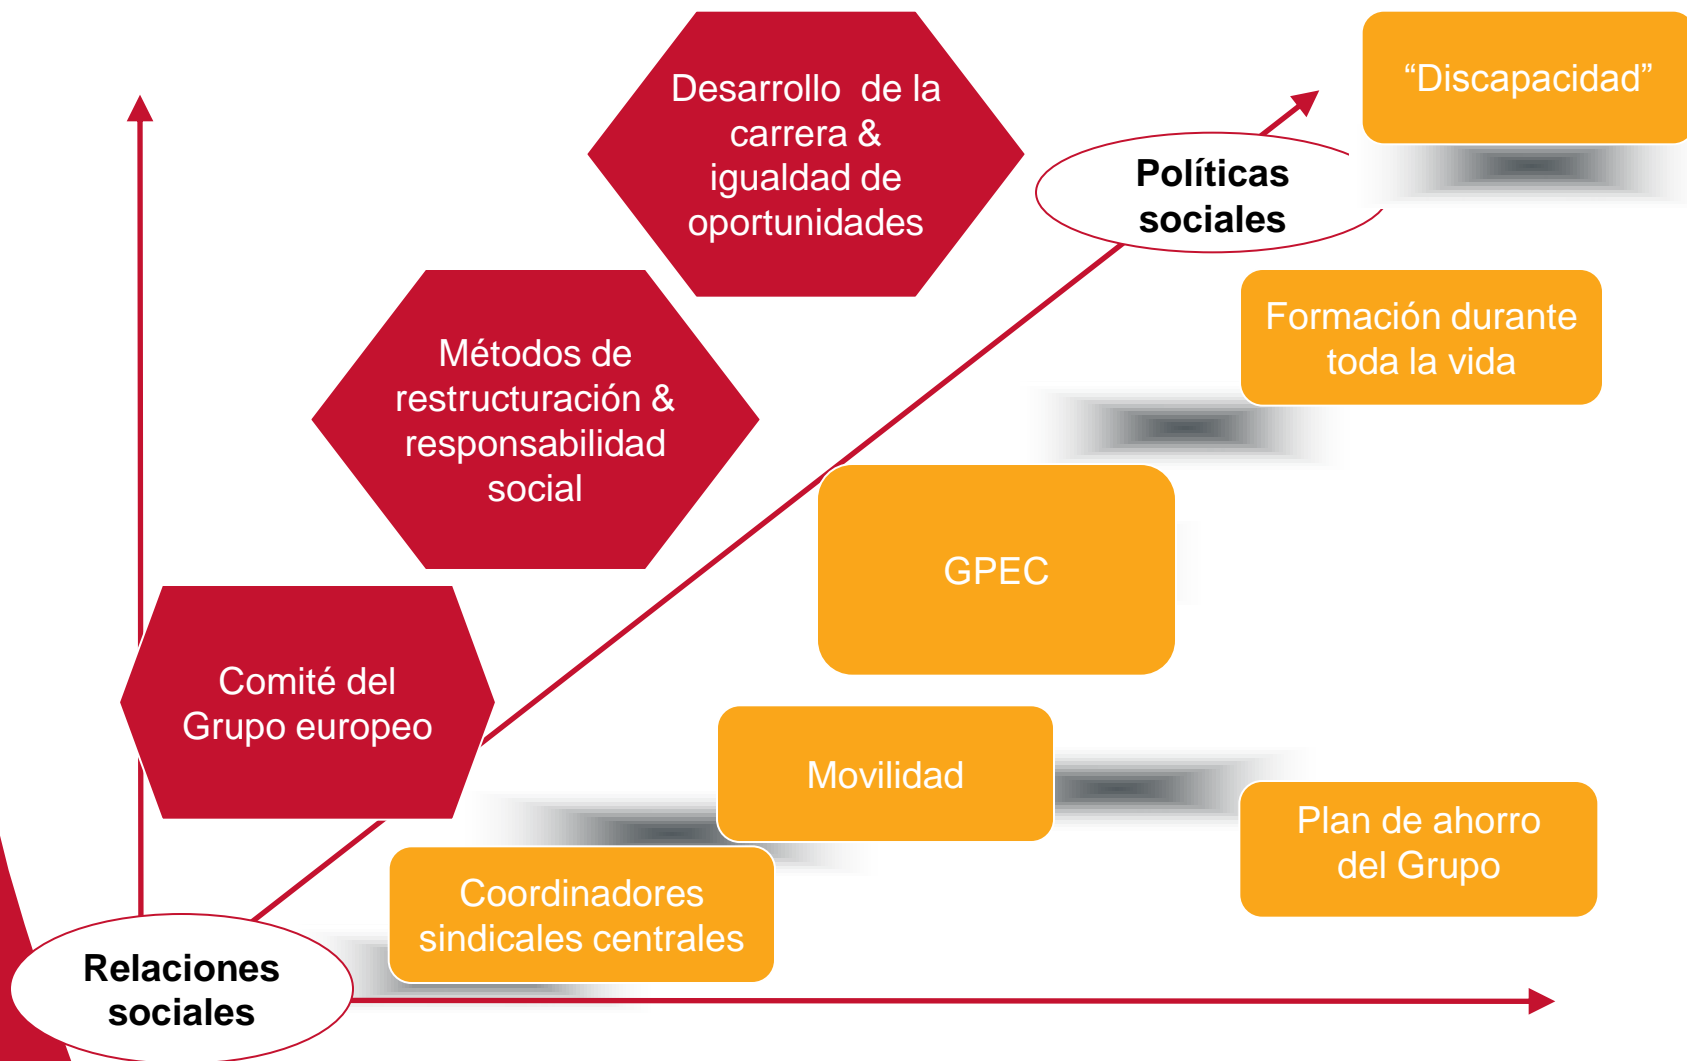 “Discapacidad”
Desarrollo de la
carrera &
igualdad de
oportunidades
Políticas
sociales
Formación durante
toda la vida
Métodos de
restructuración &
responsabilidad
social
GPEC
Comité del
Grupo europeo
Movilidad
Plan de ahorro
del Grupo
Coordinadores
sindicales centrales
Relaciones
sociales